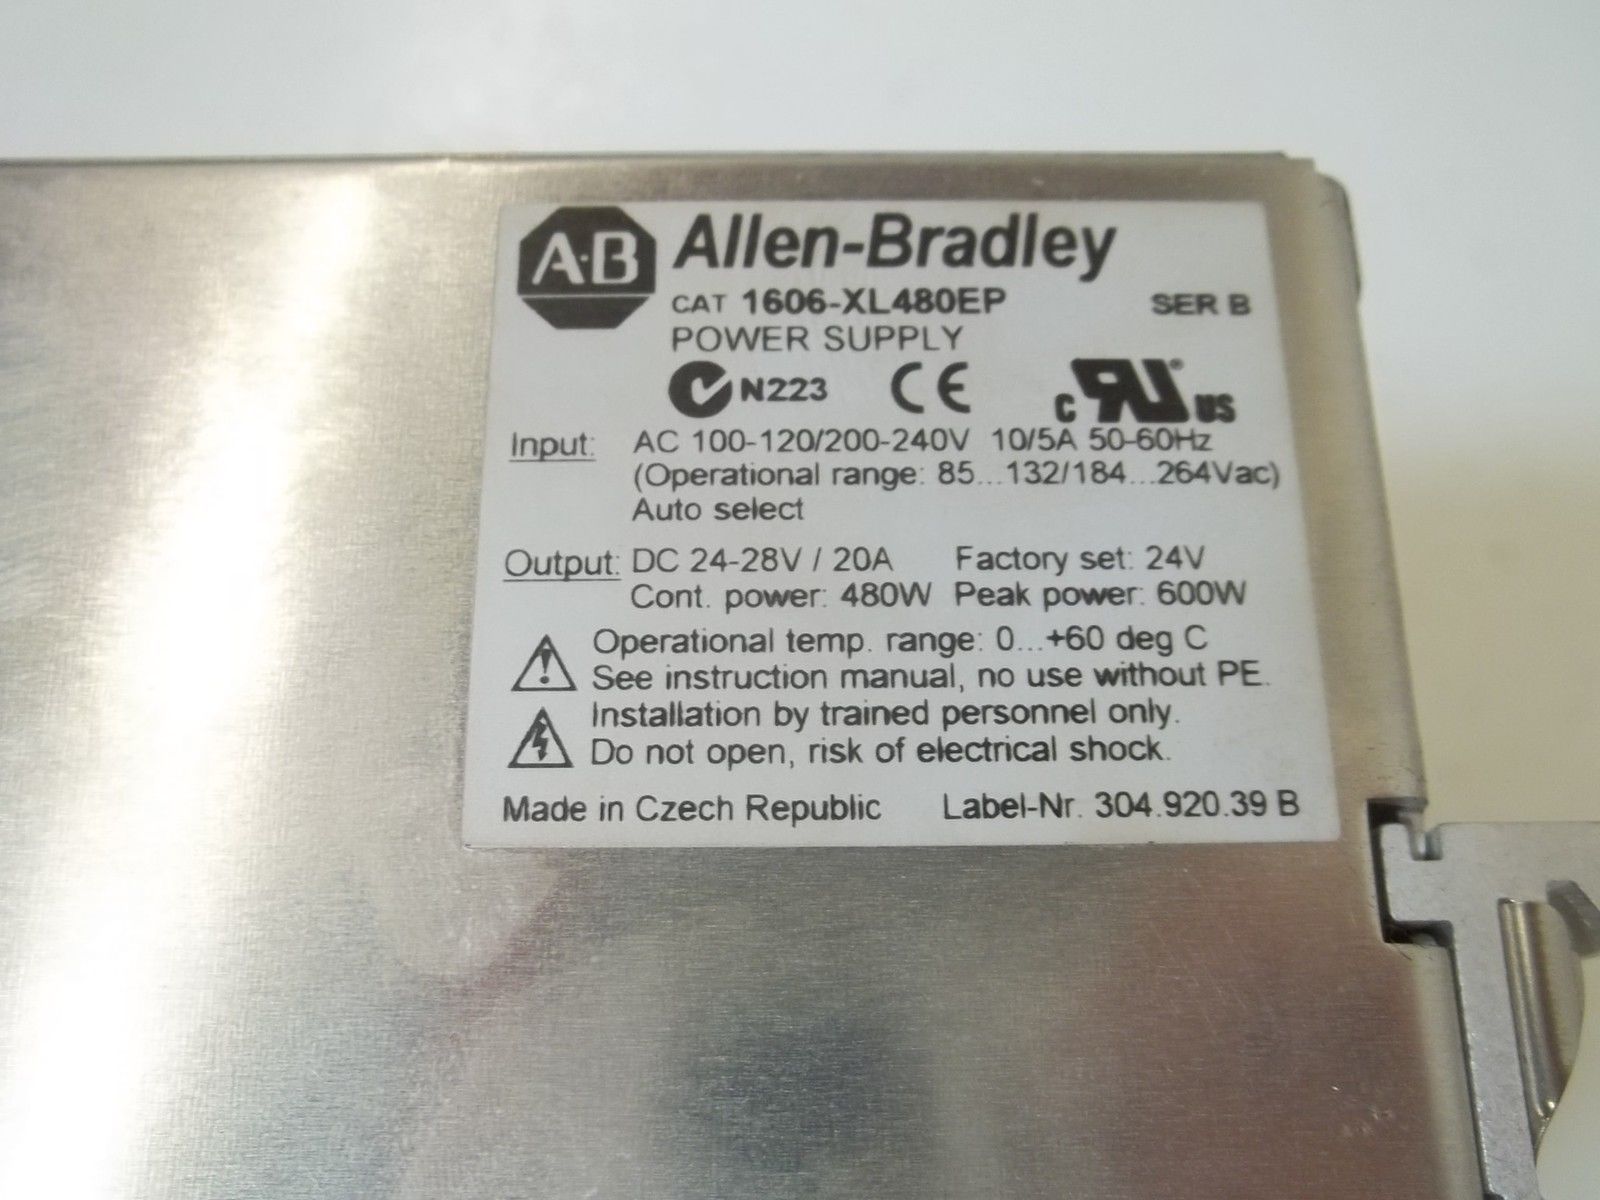 A·B Allen-Bradley
CAT 1606-XL480EP SER B
POWER SUPPLY
N223 CE c RU® US
Input: AC 100-120/200-240V 10/5A 50-60Hz
(Operational range: 85...132/184...264Vac)
Auto select
Output: DC 24-28V / 20A Factory set: 24V
Cont. power: 480W Peak power: 600W
Operational temp. range: 0...+60 deg C
See instruction manual, no use without PE.
Installation by trained personnel only.
Do not open, risk of electrical shock.
Made in Czech Republic Label-Nr. 304.920.39 B